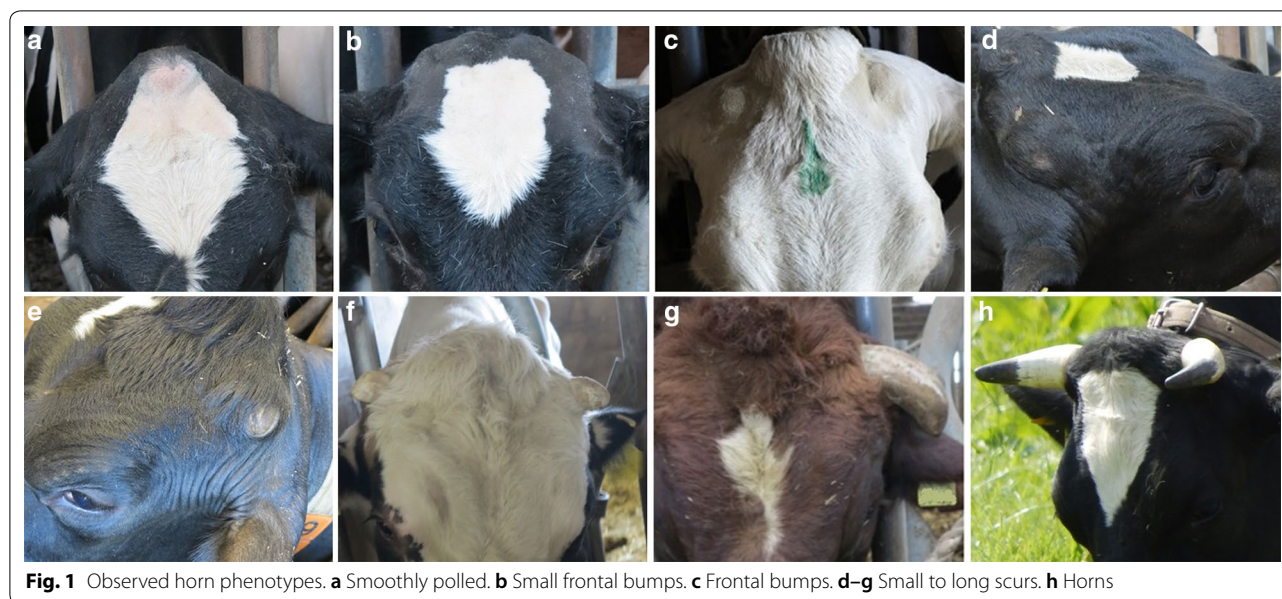 a
b
c
d
e
f
g
h
Fig. 1 Observed horn phenotypes. a Smoothly polled. b Small frontal bumps. c Frontal bumps. d–g Small to long scurs. h Horns